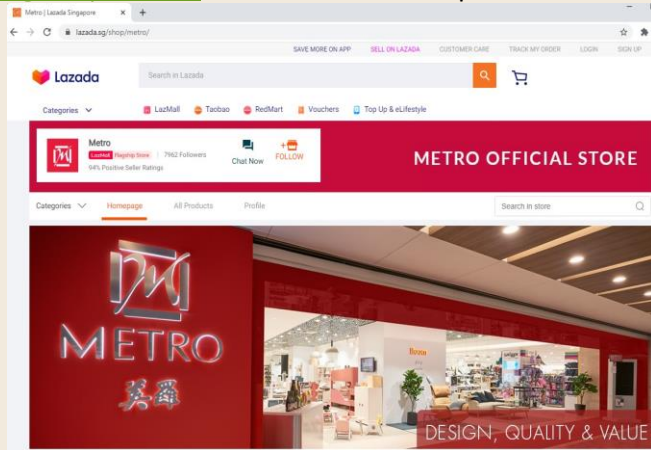 Metro | Lazada Singapore
lazada.sg/shop/metro/
SAVE MORE ON APP SELL ON LAZADA CUSTOMER CARE TRACK MY ORDER LOGIN SIGN UP
Lazada
Search in Lazada
Categories LazMall Taobao RedMart Vouchers Top Up & eLifestyle
Metro
LazMall Flagship Store 7962 Followers
94% Positive Seller Ratings
Chat Now
FOLLOW
METRO OFFICIAL STORE
Categories Homepage All Products Profile
Search in store
METRO
美羅
DESIGN, QUALITY & VALUE